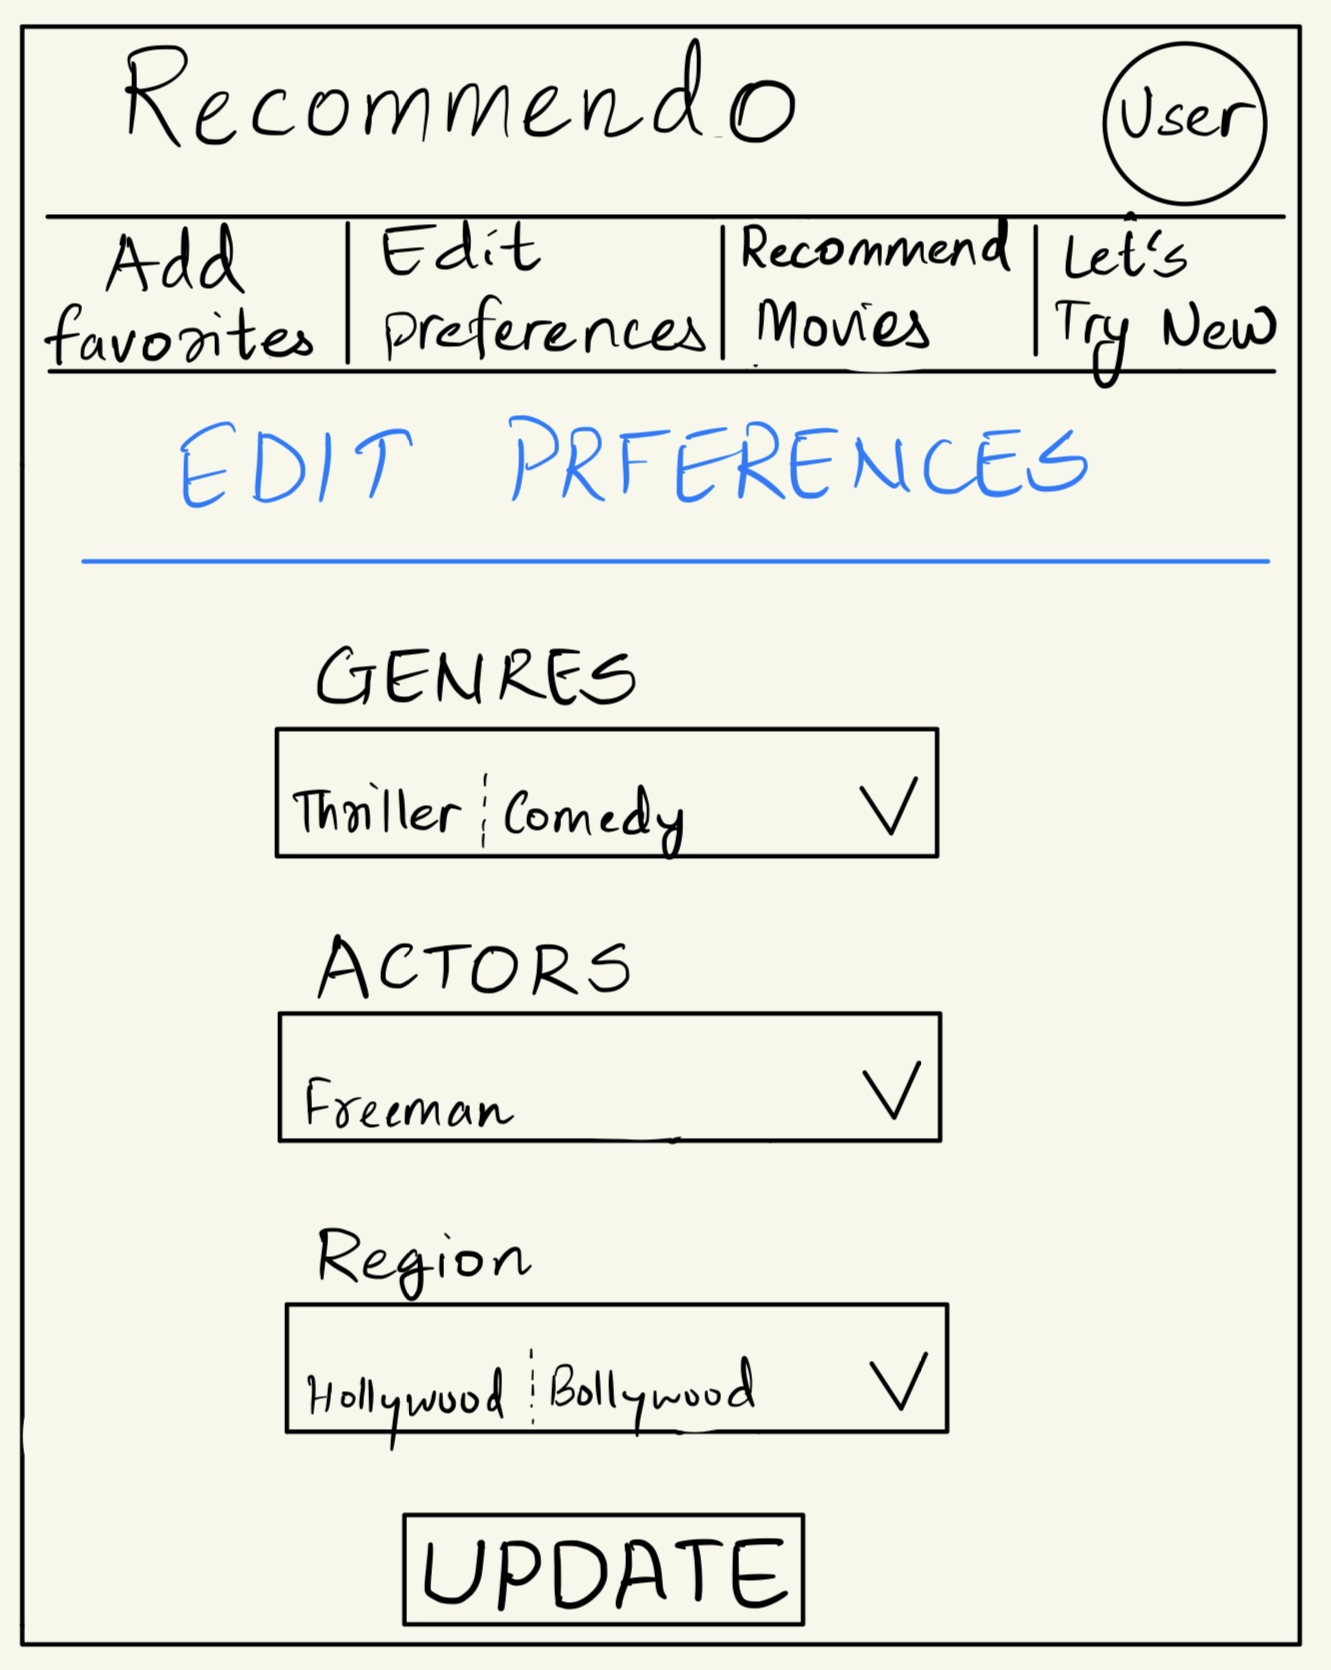 Recommendo
User
Add
favorites
Edit
preferences
Recommend
Movies
Let's
Try New
EDIT PRFERENCES
GENRES
Thriller Comedy
ACTORS
Freeman
Region
Hollywood Bollywood
UPDATE